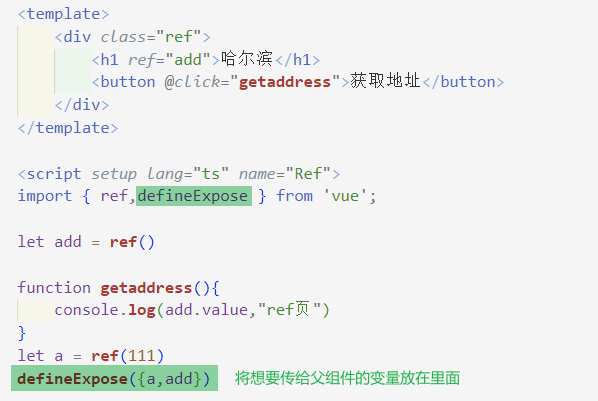 <template>
<div class="ref">
<h1 ref="add">哈尔滨</h1>
<button @click="getaddress">获取地址</button>
</div>
</template>
<script setup lang="ts" name="Ref">
import { ref,defineExpose } from 'vue';
let add = ref()
function getaddress(){
console.log(add.value,"ref页")
}
let a = ref(111)
defineExpose({a,add}) 将想要传给父组件的变量放在里面